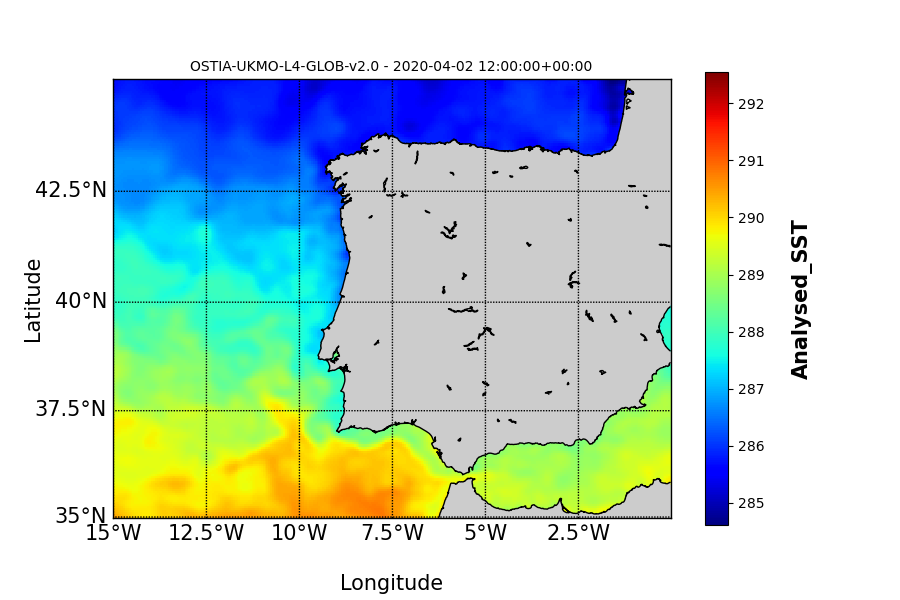 OSTIA-UKMO-L4-GLOB-v2.0 - 2020-04-02 12:00:00+00:00
42.5°N
40°N
37.5°N
35°N
Latitude
15°W 12.5°W 10°W 7.5°W 5°W 2.5°W
Longitude
292
291
290
289
288
287
286
285
Analysed_SST